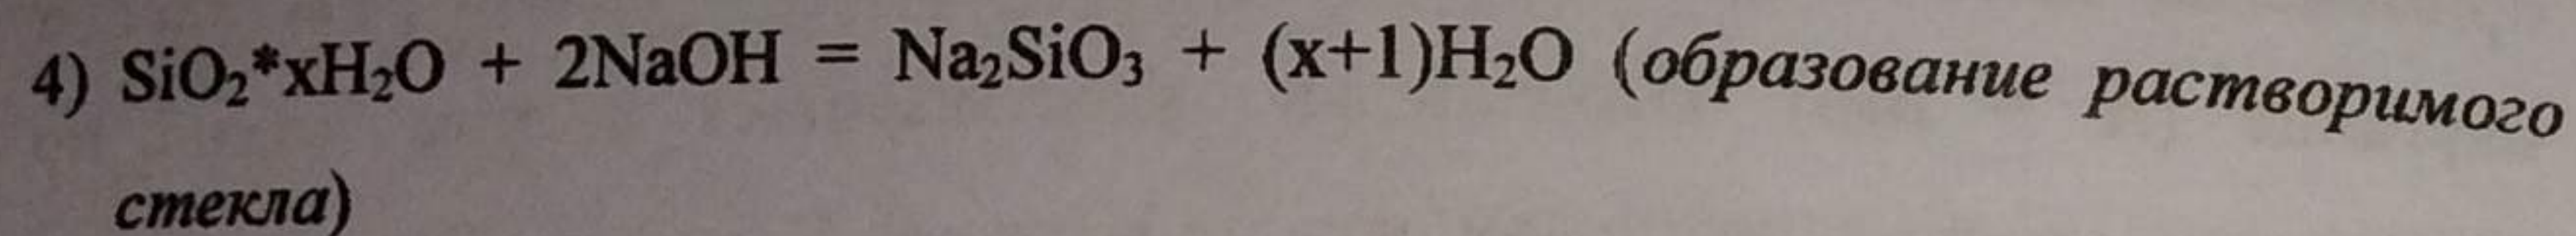 4) SiO₂*xH₂O + 2NaOH = Na₂SiO₃ + (x+1)H₂O (образование растворимого
стекла)